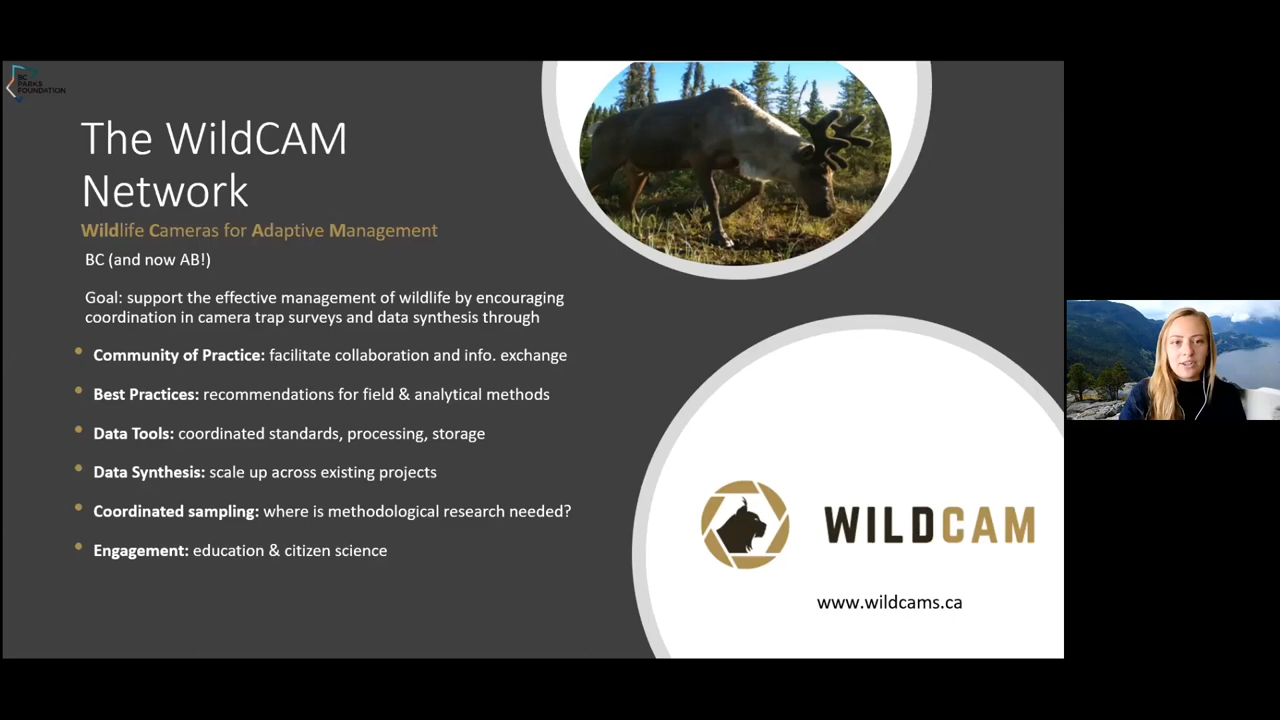 BC
PARKS
FOUNDATION
The WildCAM
Network
Wildlife Cameras for Adaptive Management
BC (and now AB!)
Goal: support the effective management of wildlife by encouraging
coordination in camera trap surveys and data synthesis through
• Community of Practice: facilitate collaboration and info. exchange
• Best Practices: recommendations for field & analytical methods
• Data Tools: coordinated standards, processing, storage
• Data Synthesis: scale up across existing projects
• Coordinated sampling: where is methodological research needed?
• Engagement: education & citizen science
WILDCAM
www.wildcams.ca